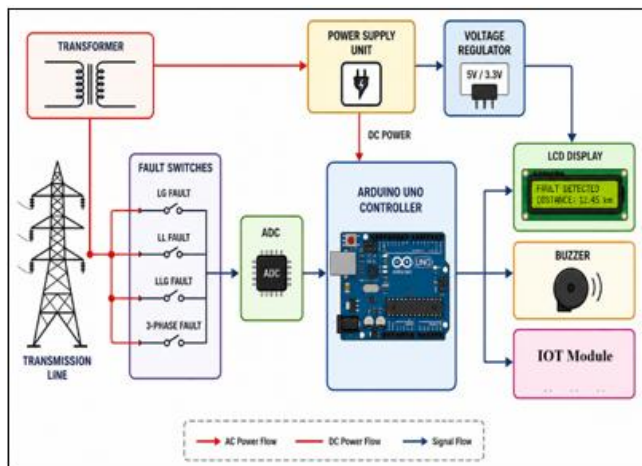 TRANSFORMER
POWER SUPPLY
UNIT
VOLTAGE
REGULATOR
5V / 3.3V
DC POWER
LCD DISPLAY
FAULT DETECTED
DISTANCE: 12.45 km
FAULT SWITCHES
LG FAULT
LL FAULT
LLG FAULT
3-PHASE FAULT
TRANSMISSION
LINE
ADC
ADC
ARDUINO UNO
CONTROLLER
UNO
BUZZER
IOT Module
AC Power Flow
DC Power Flow
Signal Flow